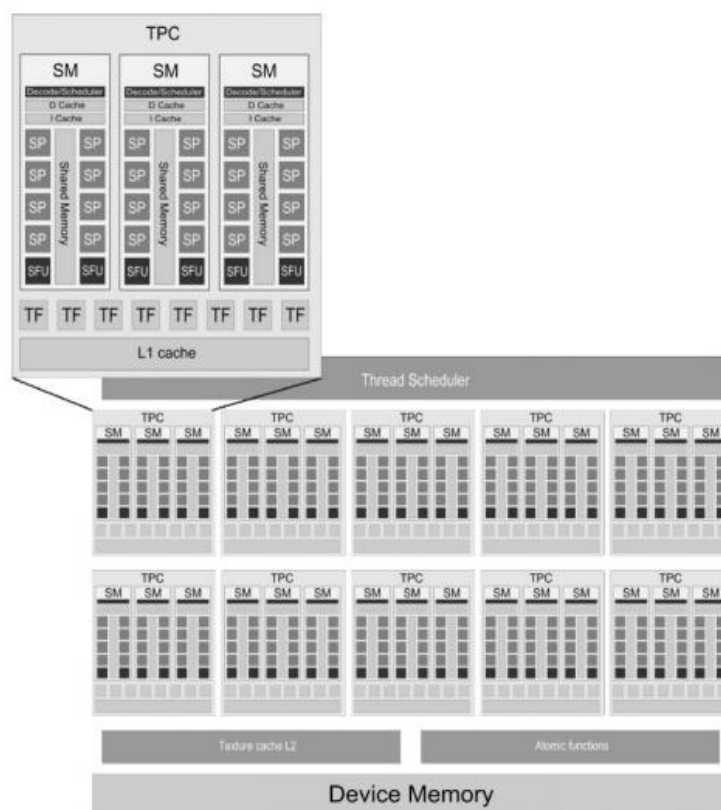 TPC
SM SM SM
Decode/Scheduler Decode/Scheduler Decode/Scheduler
D Cache D Cache D Cache
I Cache I Cache I Cache
SP SP SP SP SP SP
SP SP SP SP SP SP
Shared Memory Shared Memory Shared Memory
SP SP SP SP SP SP
SP SP SP SP SP SP
SFU SFU SFU SFU SFU SFU
TF TF TF TF TF TF TF TF
L1 cache
Thread Scheduler
TPC TPC TPC TPC TPC
SM SM SM SM SM SM SM SM SM SM SM SM SM SM SM
TPC TPC TPC TPC TPC
SM SM SM SM SM SM SM SM SM SM SM SM SM SM SM
Texture cache L2 Atomic functions
Device Memory